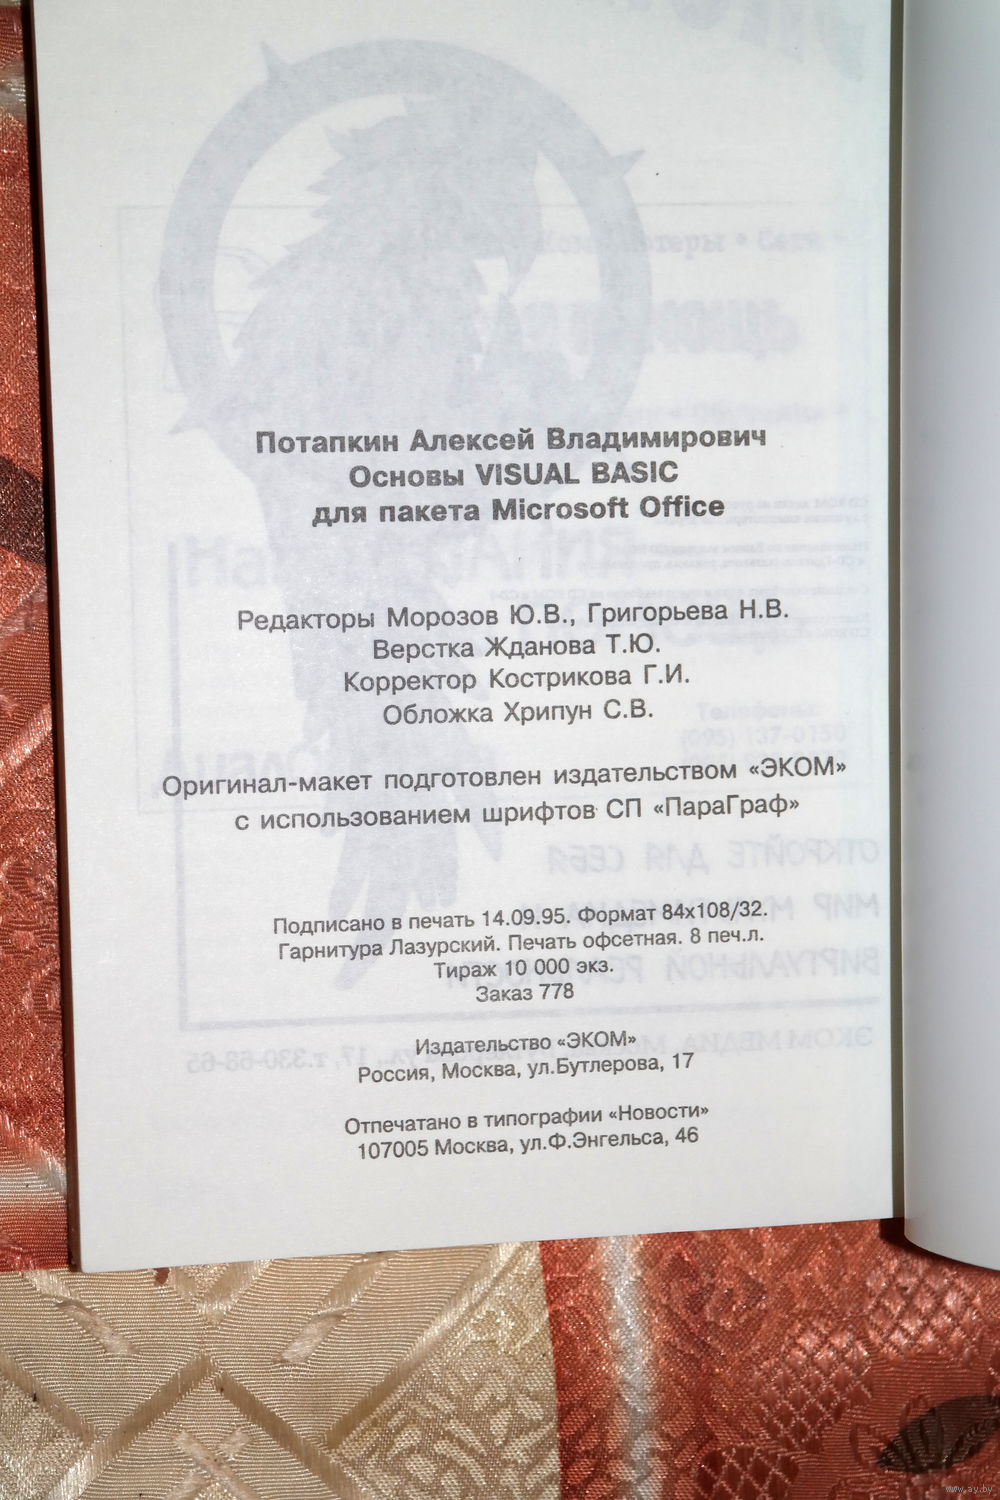 Потапкин Алексей Владимирович
Основы VISUAL BASIC
для пакета Microsoft Office
Редакторы Морозов Ю.В., Григорьева Н.В.
Верстка Жданова Т.Ю.
Корректор Кострикова Г.И.
Обложка Хрипун С.В.
Оригинал-макет подготовлен издательством «ЭКОМ»
с использованием шрифтов СП «ПараГраф»
Подписано в печать 14.09.95. Формат 84x108/32.
Гарнитура Лазурский. Печать офсетная. 8 печ.л.
Тираж 10 000 экз.
Заказ 778
Издательство «ЭКОМ»
Россия, Москва, ул.Бутлерова, 17
Отпечатано в типографии «Новости»
107005 Москва, ул.Ф.Энгельса, 46
www.ay.by